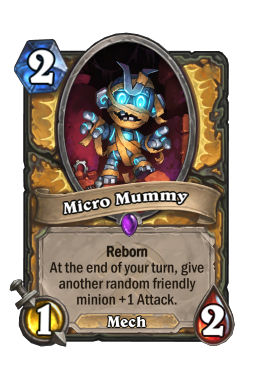 2
Micro Mummy
Reborn
At the end of your turn, give
another random friendly
minion +1 Attack.
1
Mech
2